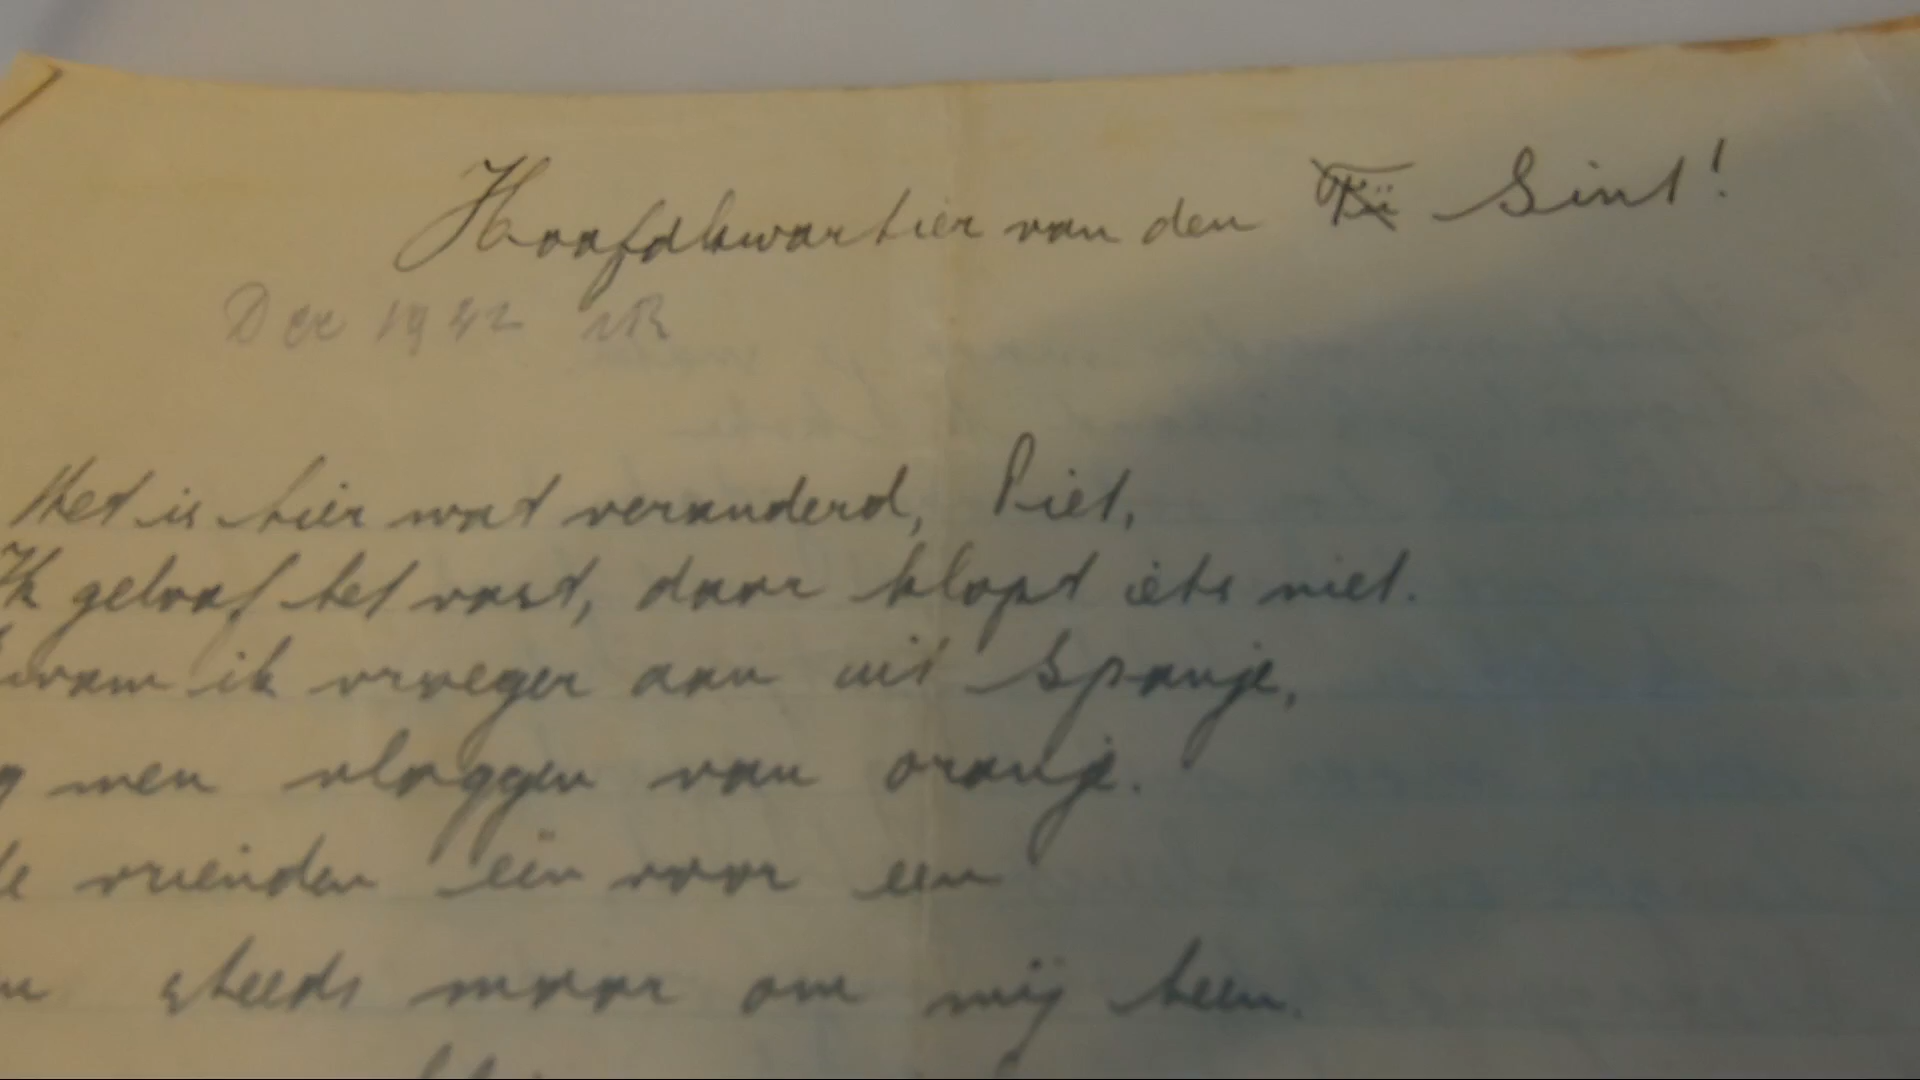 Hoofdkwartier van den Sint!
Dec 1942
Het is hier wat veranderd, Piet,
Ik geloof het vast, daar klopt iets niet.
kwam ik vroeger aan uit Spanje,
men vlaggen van oranje.
vrienden één voor een
steeds maar om mij heen.